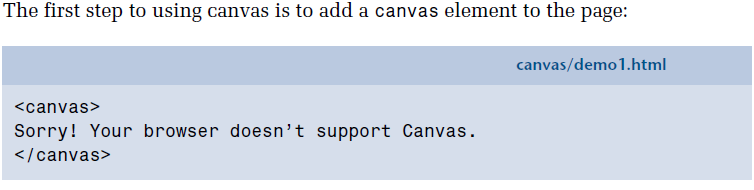 The first step to using canvas is to add a canvas element to the page:
canvas/demo1.html
<canvas>
Sorry! Your browser doesn’t support Canvas.
</canvas>